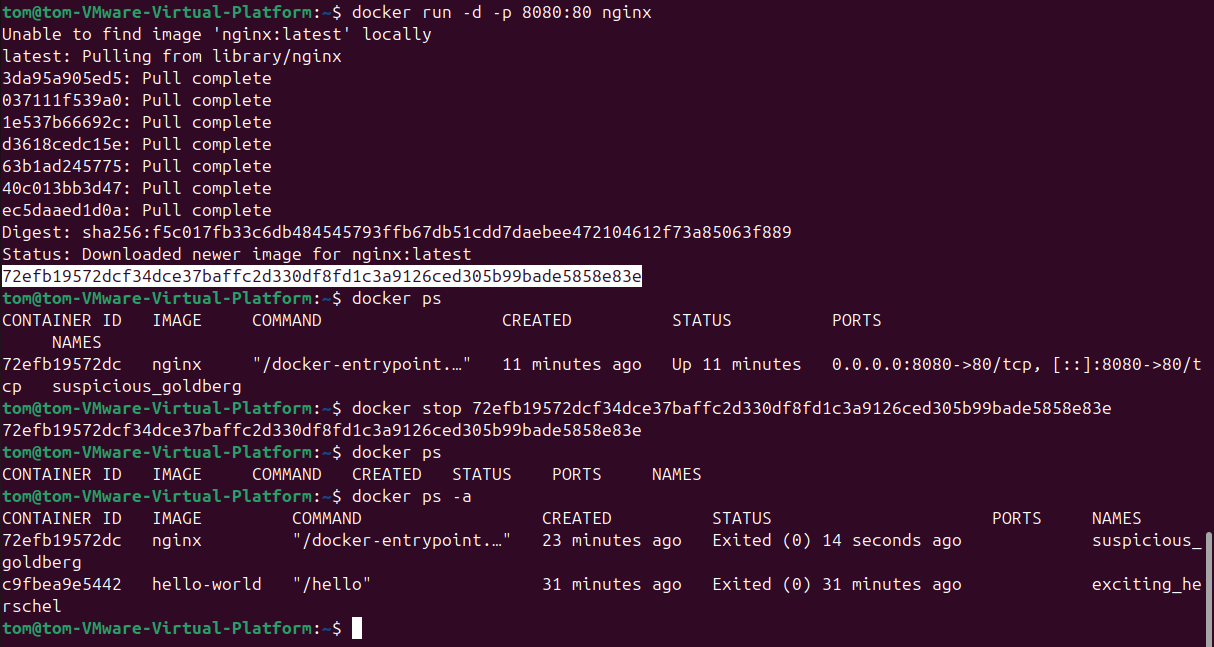 tom@tom-VMware-Virtual-Platform:~$ docker run -d -p 8080:80 nginx
Unable to find image 'nginx:latest' locally
latest: Pulling from library/nginx
3da95a905ed5: Pull complete
037111f539a0: Pull complete
1e537b66692c: Pull complete
d3618cedc15e: Pull complete
63b1ad245775: Pull complete
40c013bb3d47: Pull complete
ec5daaed1d0a: Pull complete
Digest: sha256:f5c017fb33c6db484545793ffb67db51cdd7daebee472104612f73a85063f889
Status: Downloaded newer image for nginx:latest
72efb19572dcf34dce37baffc2d330df8fd1c3a9126ced305b99bade5858e83e
tom@tom-VMware-Virtual-Platform:~$ docker ps
CONTAINER ID   IMAGE     COMMAND                  CREATED          STATUS          PORTS
     NAMES
72efb19572dc   nginx     "/docker-entrypoint.…"   11 minutes ago   Up 11 minutes   0.0.0.0:8080->80/tcp, [::]:8080->80/t
cp   suspicious_goldberg
tom@tom-VMware-Virtual-Platform:~$ docker stop 72efb19572dcf34dce37baffc2d330df8fd1c3a9126ced305b99bade5858e83e
72efb19572dcf34dce37baffc2d330df8fd1c3a9126ced305b99bade5858e83e
tom@tom-VMware-Virtual-Platform:~$ docker ps
CONTAINER ID   IMAGE     COMMAND   CREATED   STATUS    PORTS     NAMES
tom@tom-VMware-Virtual-Platform:~$ docker ps -a
CONTAINER ID   IMAGE         COMMAND                  CREATED          STATUS                      PORTS     NAMES
72efb19572dc   nginx         "/docker-entrypoint.…"   23 minutes ago   Exited (0) 14 seconds ago             suspicious_
goldberg
c9fbea9e5442   hello-world   "/hello"                 31 minutes ago   Exited (0) 31 minutes ago             exciting_he
rschel
tom@tom-VMware-Virtual-Platform:~$